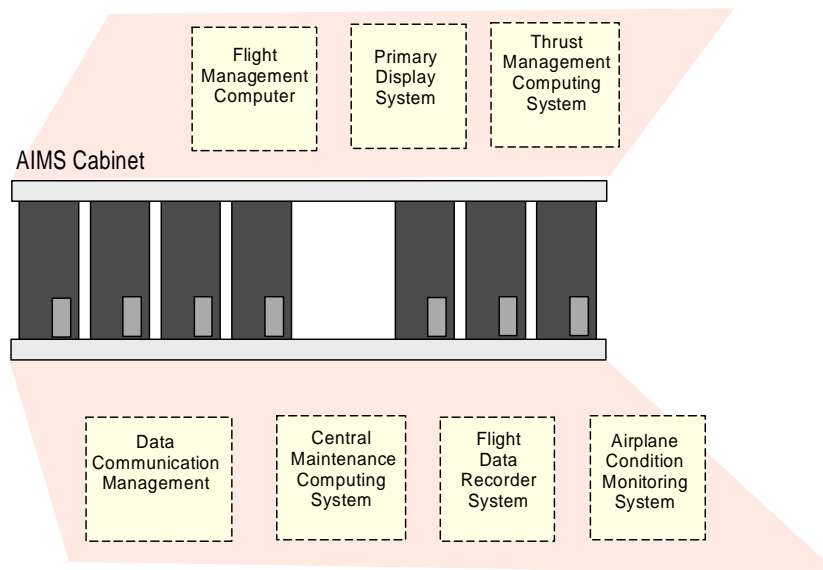 Flight
Management
Computer
Primary
Display
System
Thrust
Management
Computing
System
AIMS Cabinet
Data
Communication
Management
Central
Maintenance
Computing
System
Flight
Data
Recorder
System
Airplane
Condition
Monitoring
System